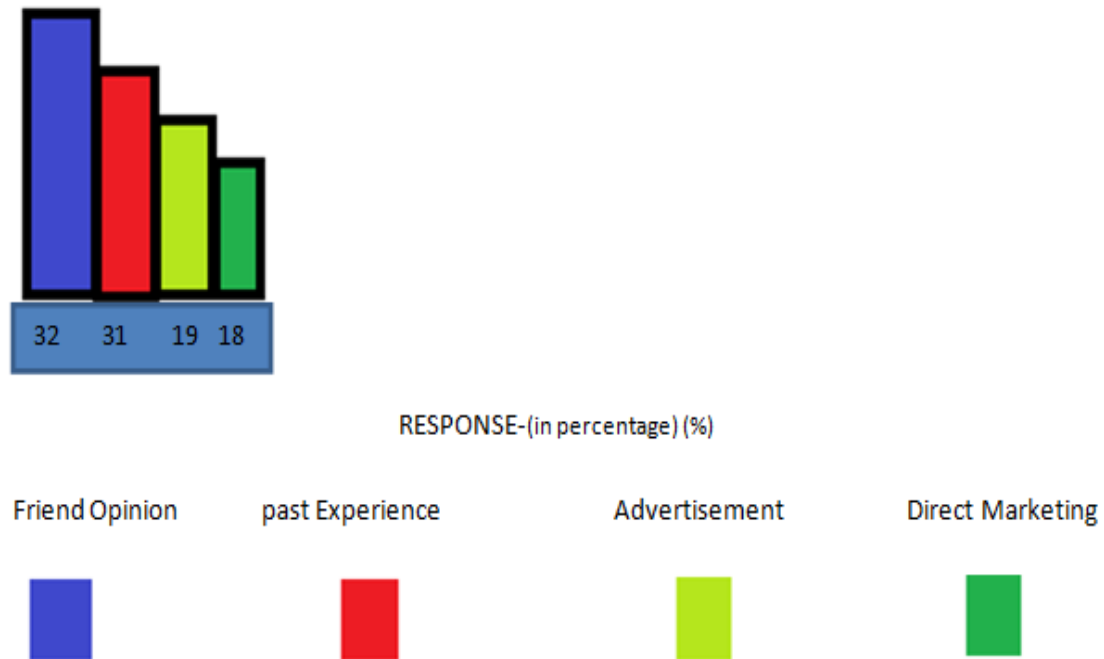 32 31 19 18
RESPONSE-(in percentage) (%)
Friend Opinion past Experience Advertisement Direct Marketing